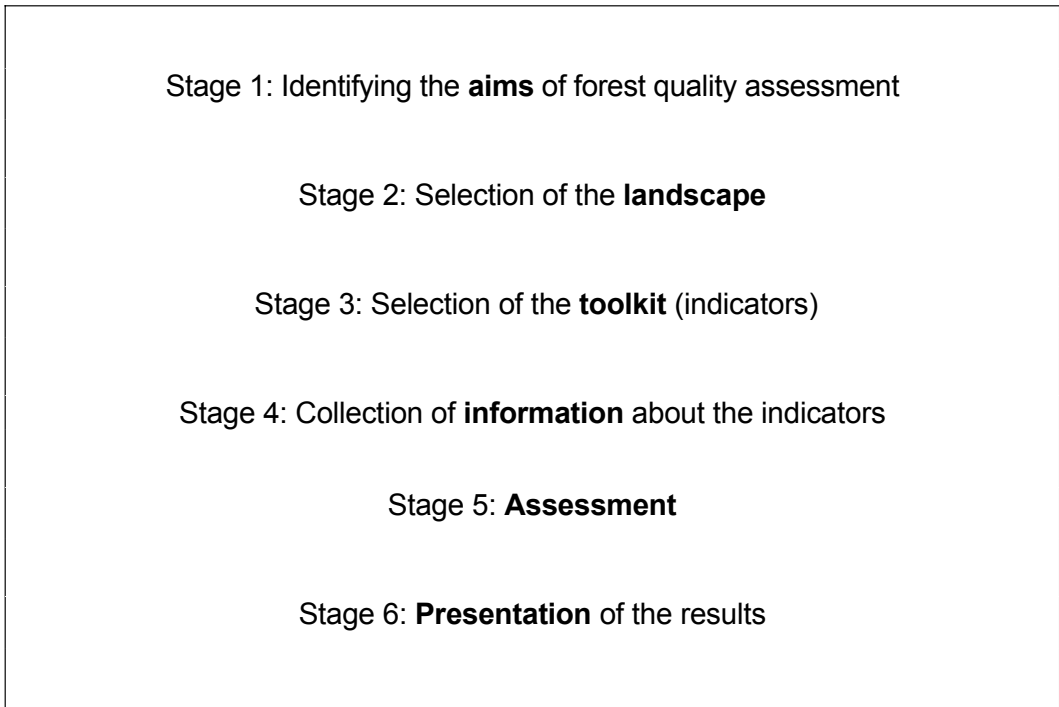 Stage 1: Identifying the aims of forest quality assessment
Stage 2: Selection of the landscape
Stage 3: Selection of the toolkit (indicators)
Stage 4: Collection of information about the indicators
Stage 5: Assessment
Stage 6: Presentation of the results